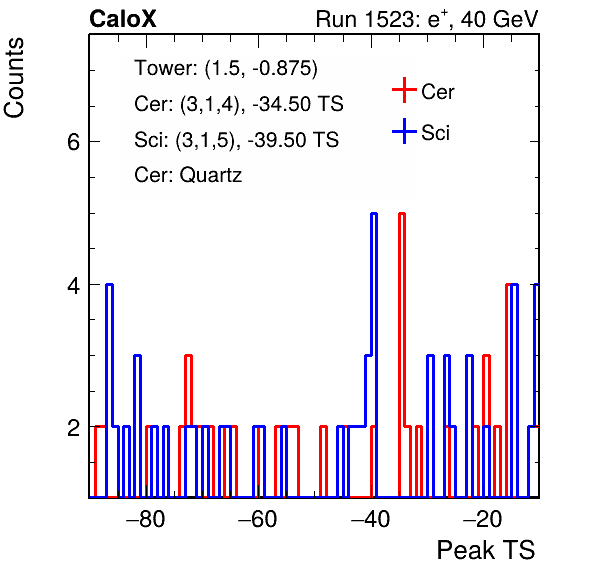 CaloX Run 1523: e⁺, 40 GeV
Counts
Tower: (1.5, -0.875)
Cer: (3,1,4), -34.50 TS
Sci: (3,1,5), -39.50 TS
Cer: Quartz
Cer
Sci
6
4
2
−80 −60 −40 −20
Peak TS